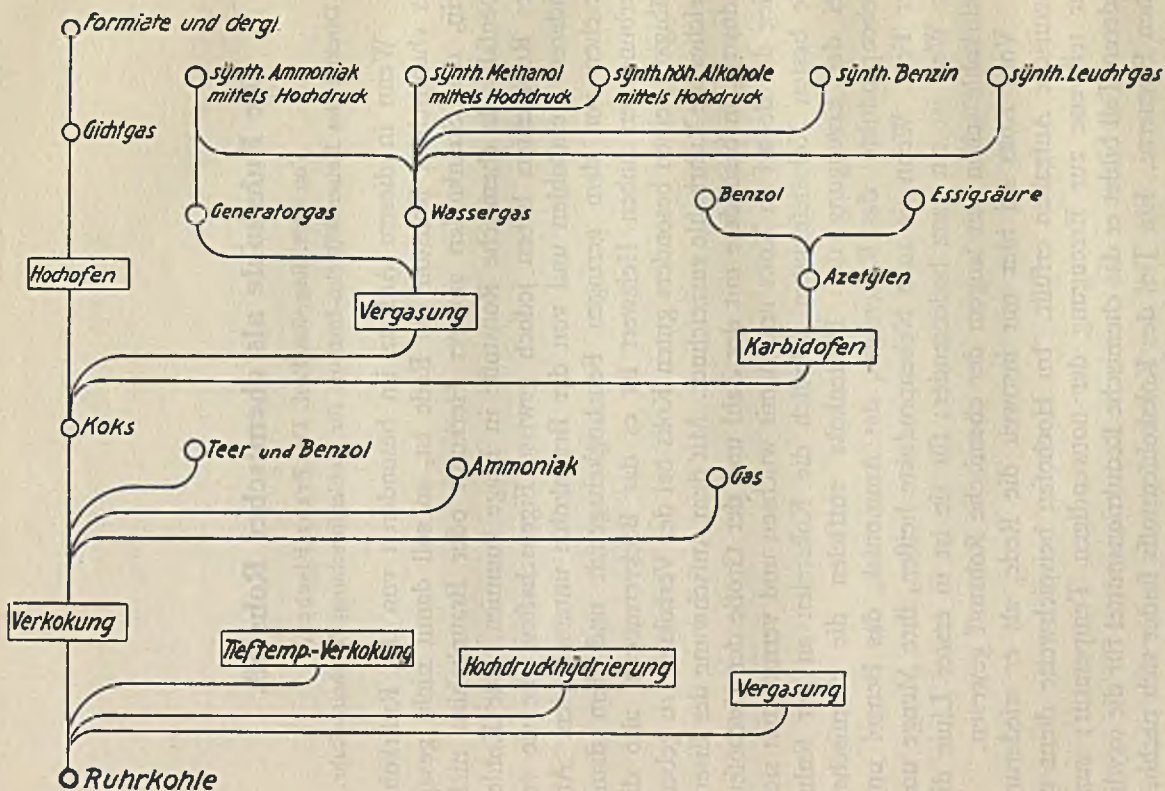 Formiate und dergl.
synth. Ammoniak
mittels Hochdruck
synth. Methanol
mittels Hochdruck
synth. höh. Alkohole
mittels Hochdruck
synth. Benzin
synth. Leuchtgas
Gichtgas
Benzol
Essigsäure
Generatorgas
Wassergas
Hochofen
Azetylen
Vergasung
Karbidofen
Koks
Teer und Benzol
Ammoniak
Gas
Verkokung
Tieftemp.-Verkokung
Hochdruckhydrierung
Vergasung
Ruhrkohle